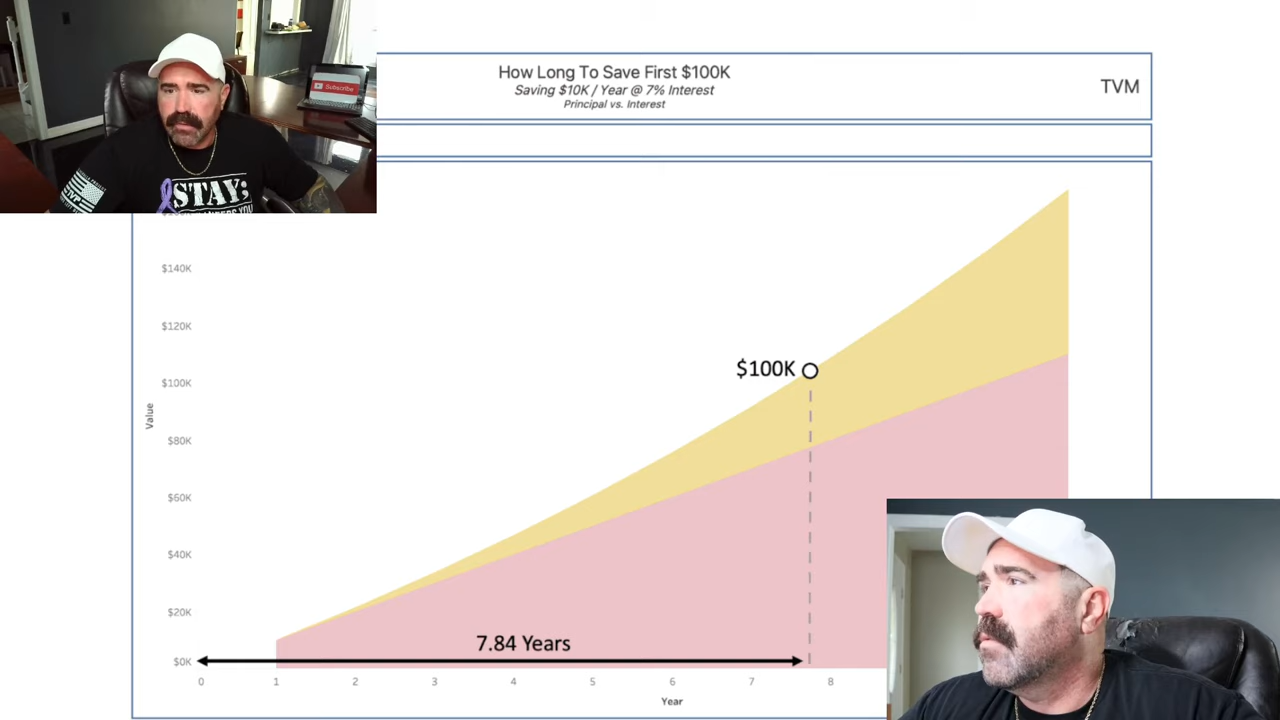 How Long To Save First $100K
Saving $10K / Year @ 7% Interest
Principal vs. Interest
TVM
Subscribe
STAY;
$140K
$120K
$100K
$80K
$60K
$40K
$20K
$0K
Value
$100K
7.84 Years
0 1 2 3 4 5 6 7 8
Year